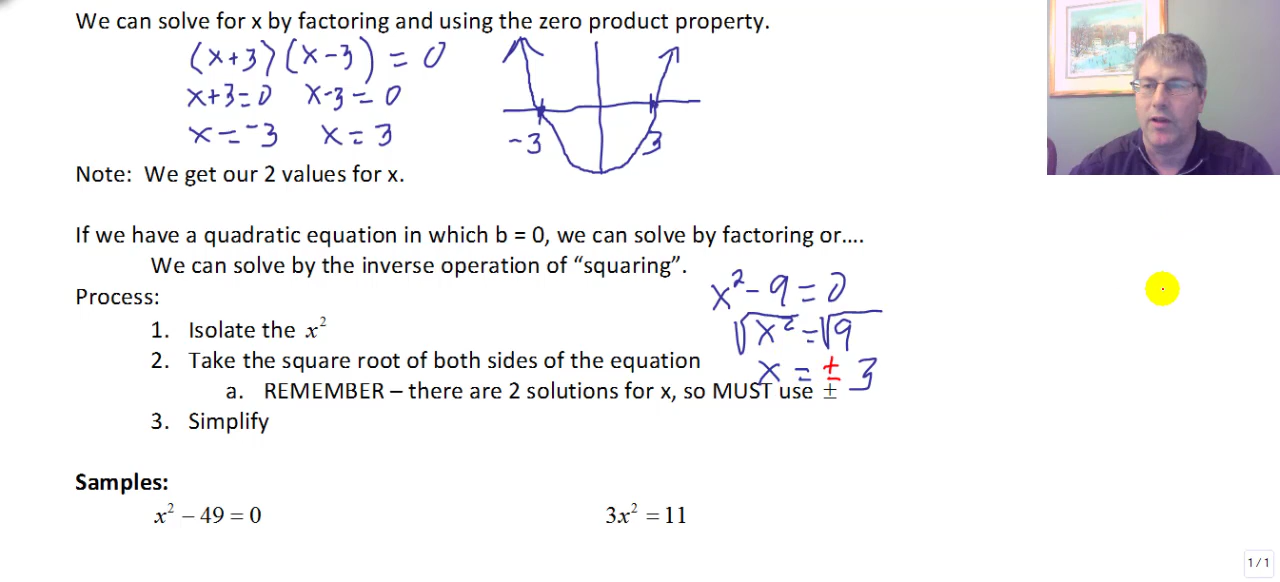 We can solve for x by factoring and using the zero product property.
(x+3)(x-3) = 0
x+3=0 x-3=0
x=-3 x=3
-3 3
Note: We get our 2 values for x.
If we have a quadratic equation in which b = 0, we can solve by factoring or....
We can solve by the inverse operation of “squaring”.
x²-9=0
Process:
1. Isolate the x²
√x²=√9
2. Take the square root of both sides of the equation
x = ± 3
a. REMEMBER – there are 2 solutions for x, so MUST use ±
3. Simplify
Samples:
x² − 49 = 0 3x² = 11
1 / 1